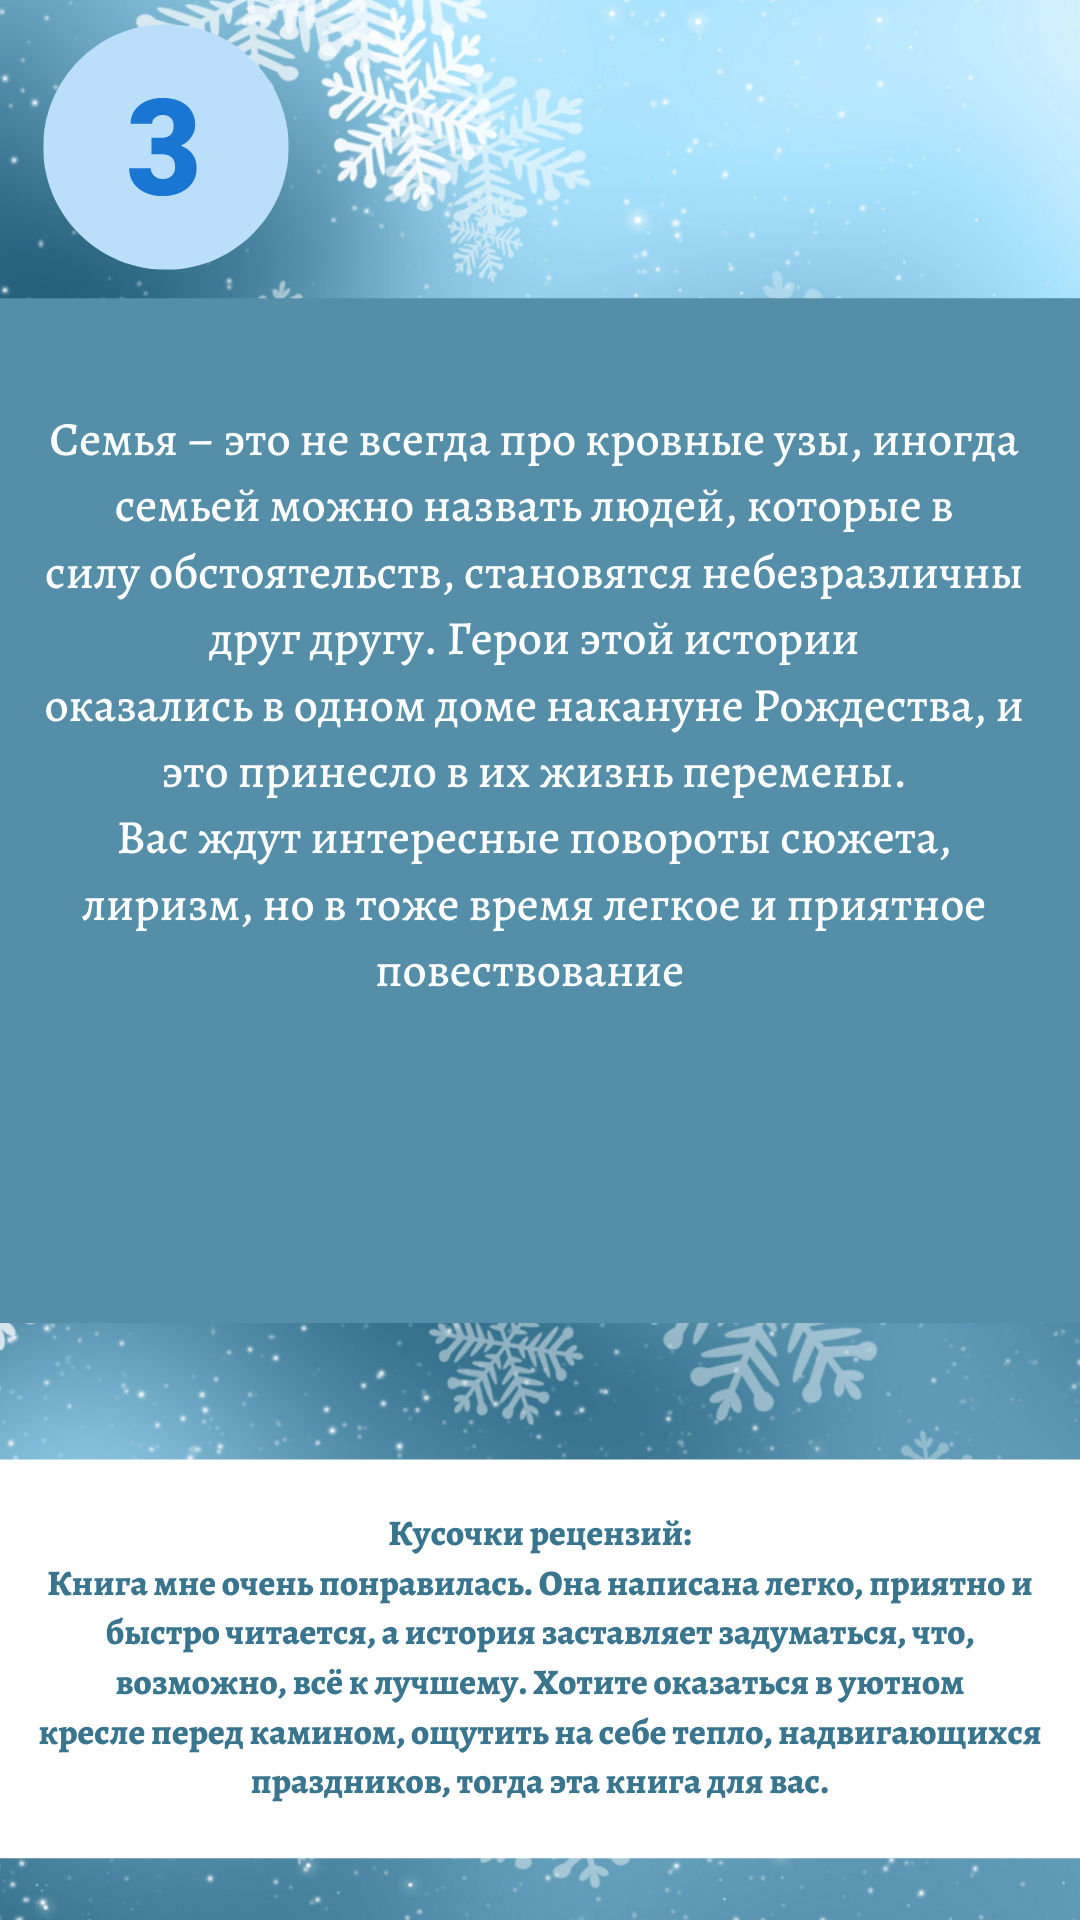 3
Семья – это не всегда про кровные узы, иногда
семьей можно назвать людей, которые в
силу обстоятельств, становятся небезразличны
друг другу. Герои этой истории
оказались в одном доме накануне Рождества, и
это принесло в их жизнь перемены.
Вас ждут интересные повороты сюжета,
лиризм, но в тоже время легкое и приятное
повествование
Кусочки рецензий:
Книга мне очень понравилась. Она написана легко, приятно и
быстро читается, а история заставляет задуматься, что,
возможно, всё к лучшему. Хотите оказаться в уютном
кресле перед камином, ощутить на себе тепло, надвигающихся
праздников, тогда эта книга для вас.